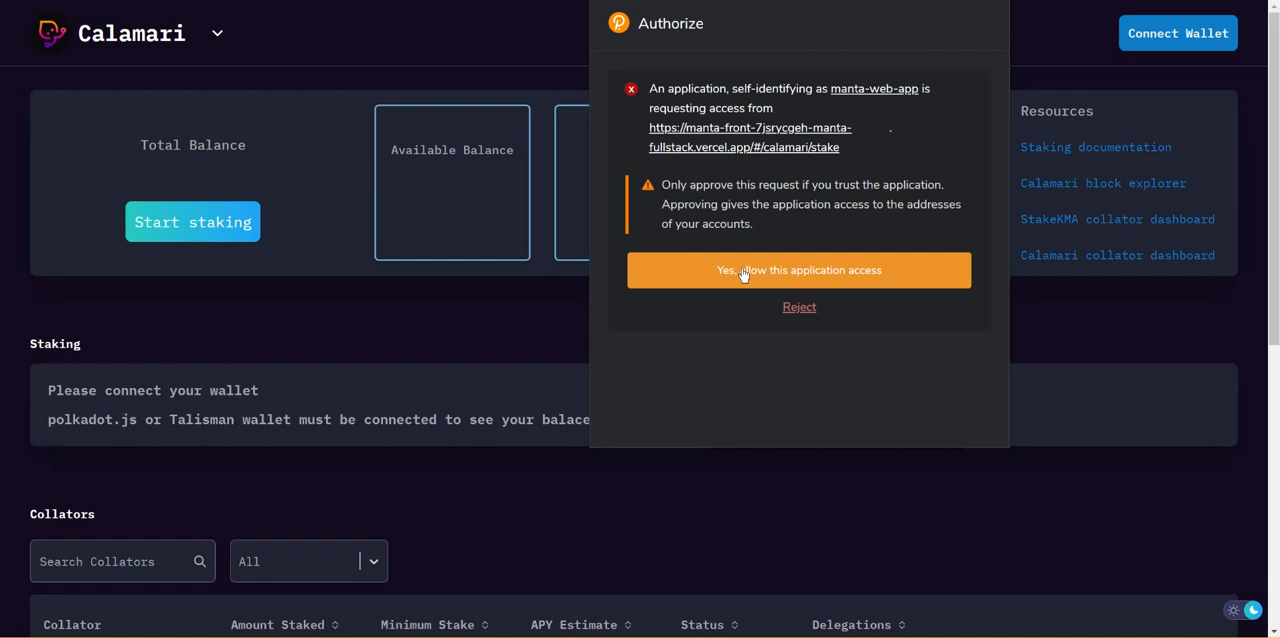 Calamari
Connect Wallet
Total Balance
Start staking
Available Balance
Authorize
x
An application, self-identifying as manta-web-app is
requesting access from
https://manta-front-7jsrycgeh-manta-
fullstack.vercel.app/#/calamari/stake
.
Only approve this request if you trust the application.
Approving gives the application access to the addresses
of your accounts.
Yes, allow this application access
Reject
Resources
Staking documentation
Calamari block explorer
StakeKMA collator dashboard
Calamari collator dashboard
Staking
Please connect your wallet
polkadot.js or Talisman wallet must be connected to see your balace
Collators
Search Collators
All
Collator Amount Staked Minimum Stake APY Estimate Status Delegations